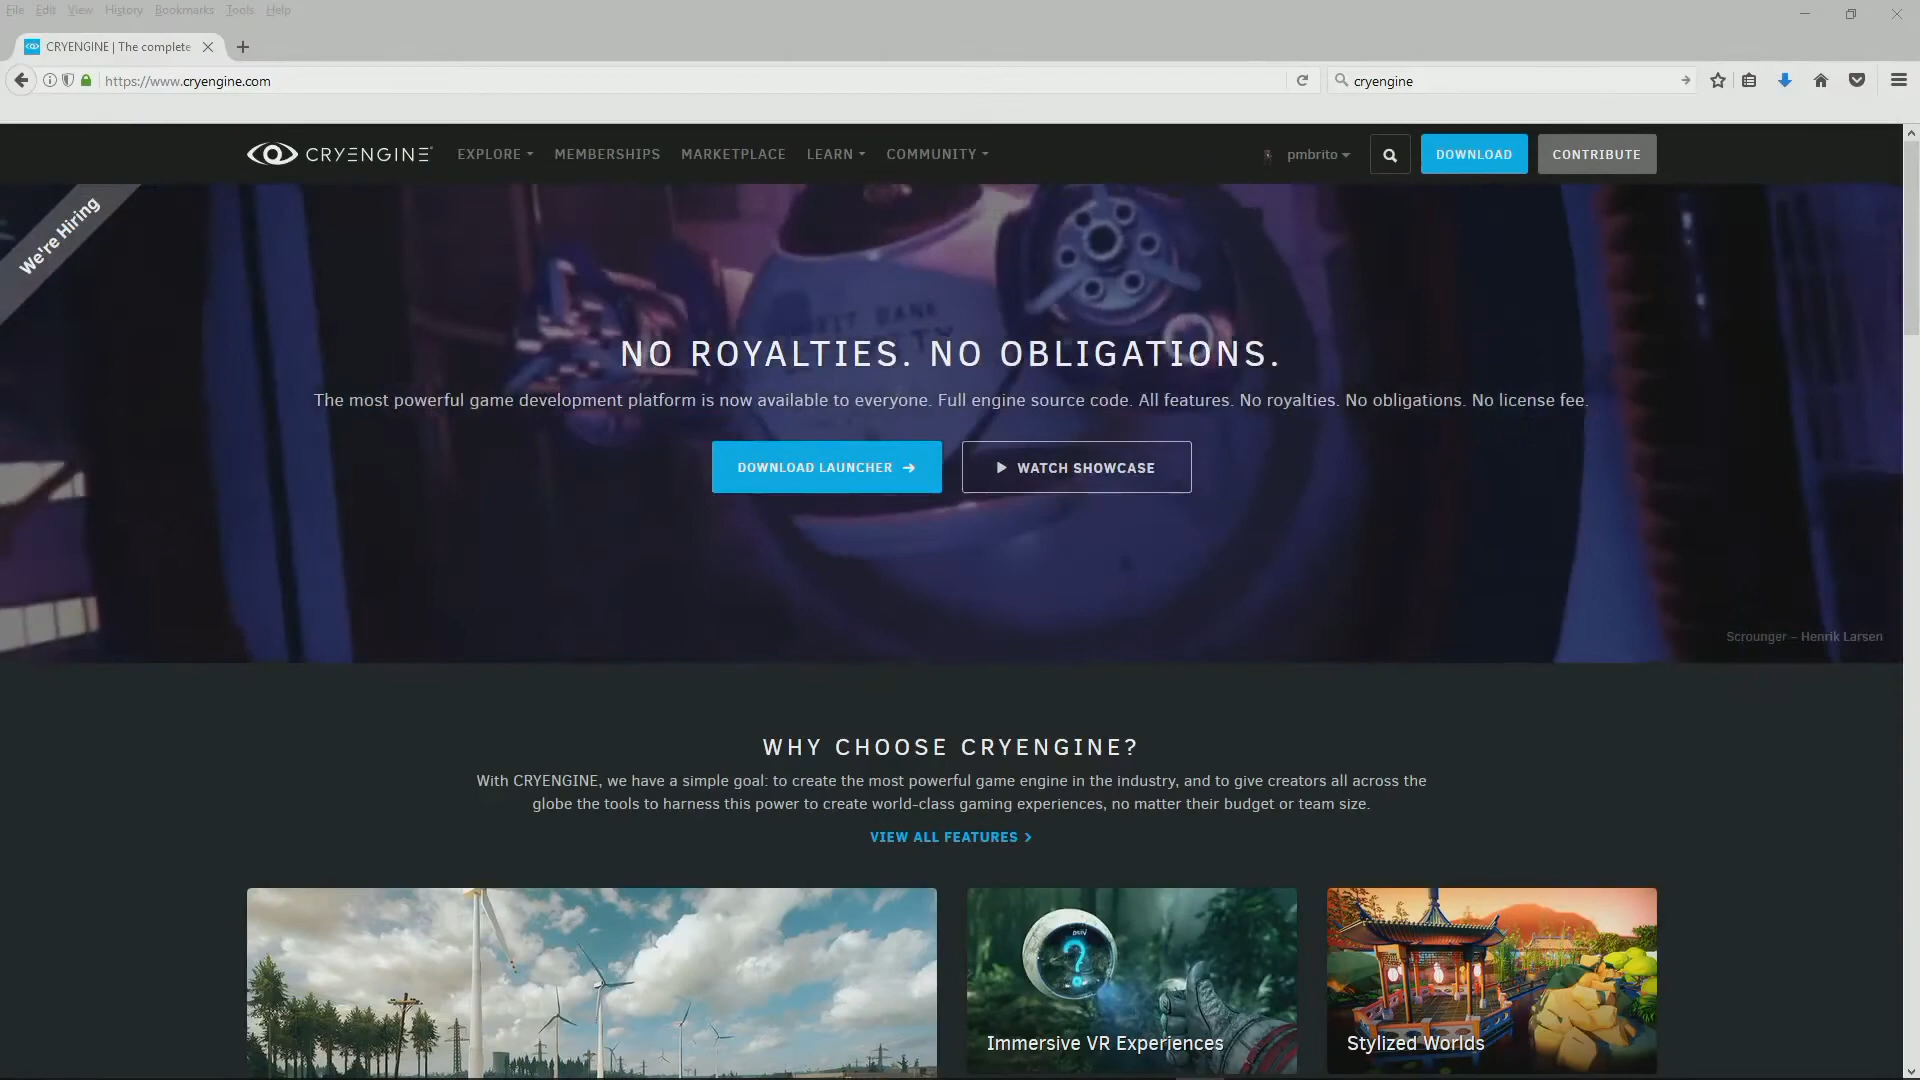 File Edit View History Bookmarks Tools Help
CRYENGINE | The complete
https://www.cryengine.com
cryengine
CRYENGINE
EXPLORE MEMBERSHIPS MARKETPLACE LEARN COMMUNITY
pmbrito
DOWNLOAD
CONTRIBUTE
We're Hiring
NO ROYALTIES. NO OBLIGATIONS.
The most powerful game development platform is now available to everyone. Full engine source code. All features. No royalties. No obligations. No license fee.
DOWNLOAD LAUNCHER
WATCH SHOWCASE
Scrounger – Henrik Larsen
WHY CHOOSE CRYENGINE?
With CRYENGINE, we have a simple goal: to create the most powerful game engine in the industry, and to give creators all across the
globe the tools to harness this power to create world-class gaming experiences, no matter their budget or team size.
VIEW ALL FEATURES
Immersive VR Experiences
Stylized Worlds